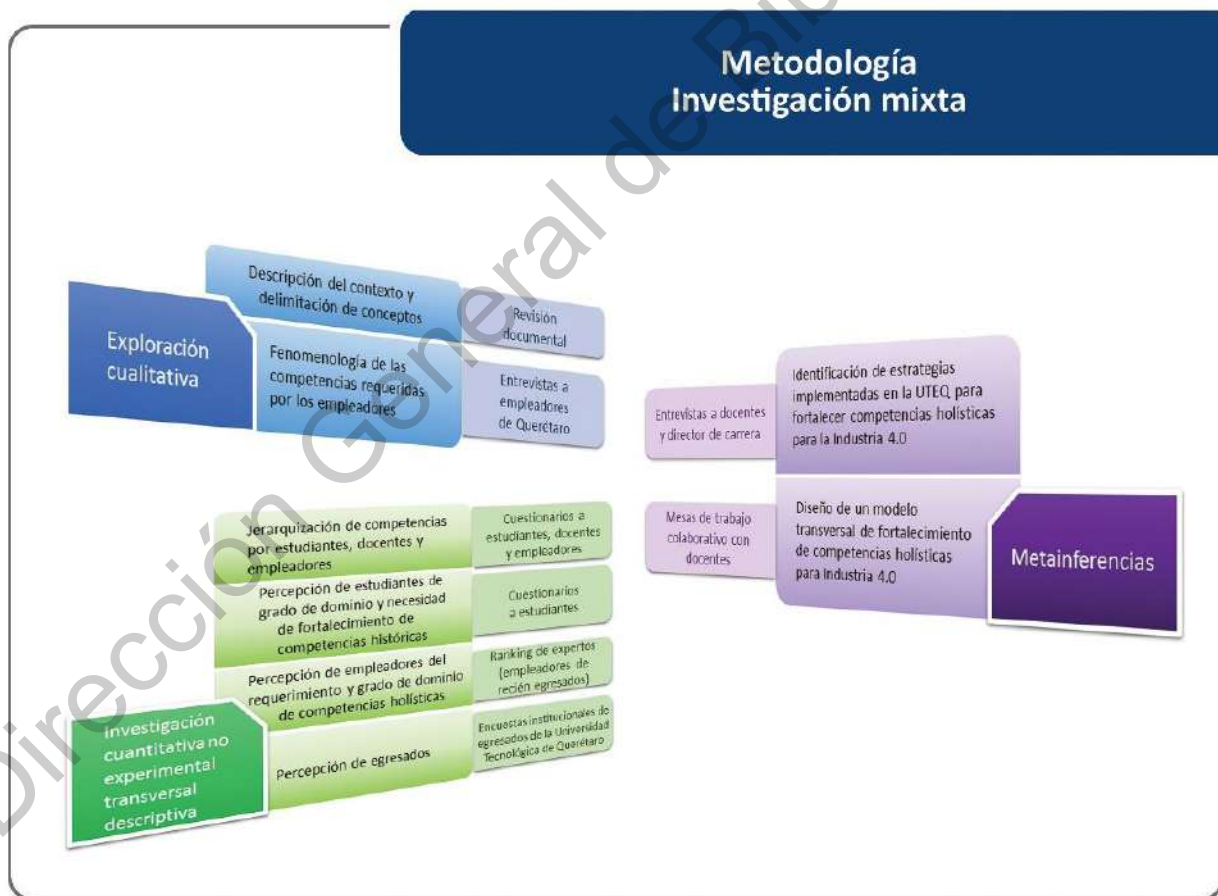 Metodología
Investigación mixta
Exploración
cualitativa
Descripción del contexto y
delimitación de conceptos
Revisión
documental
Fenomenología de las
competencias requeridas
por los empleadores
Entrevistas a
empleadores
de Querétaro
Investigación
cuantitativa no
experimental
transversal
descriptiva
Jerarquización de competencias
por estudiantes, docentes y
empleadores
Cuestionarios a
estudiantes, docentes
y empleadores
Percepción de estudiantes de
grado de dominio y necesidad
de fortalecimiento de
competencias históricas
Cuestionarios
a estudiantes
Percepción de empleadores del
requerimiento y grado de dominio
de competencias holísticas
Ranking de expertos
(empleadores de
recién egresados)
Percepción de egresados
Encuestas institucionales de
egresados de la Universidad
Tecnológica de Querétaro
Entrevistas a docentes
y director de carrera
Identificación de estrategias
implementadas en la UTEQ para
fortalecer competencias holísticas
para la Industria 4.0
Mesas de trabajo
colaborativo con
docentes
Diseño de un modelo
transversal de fortalecimiento
de competencias holísticas
para Industria 4.0
Metainferencias
Dirección General de